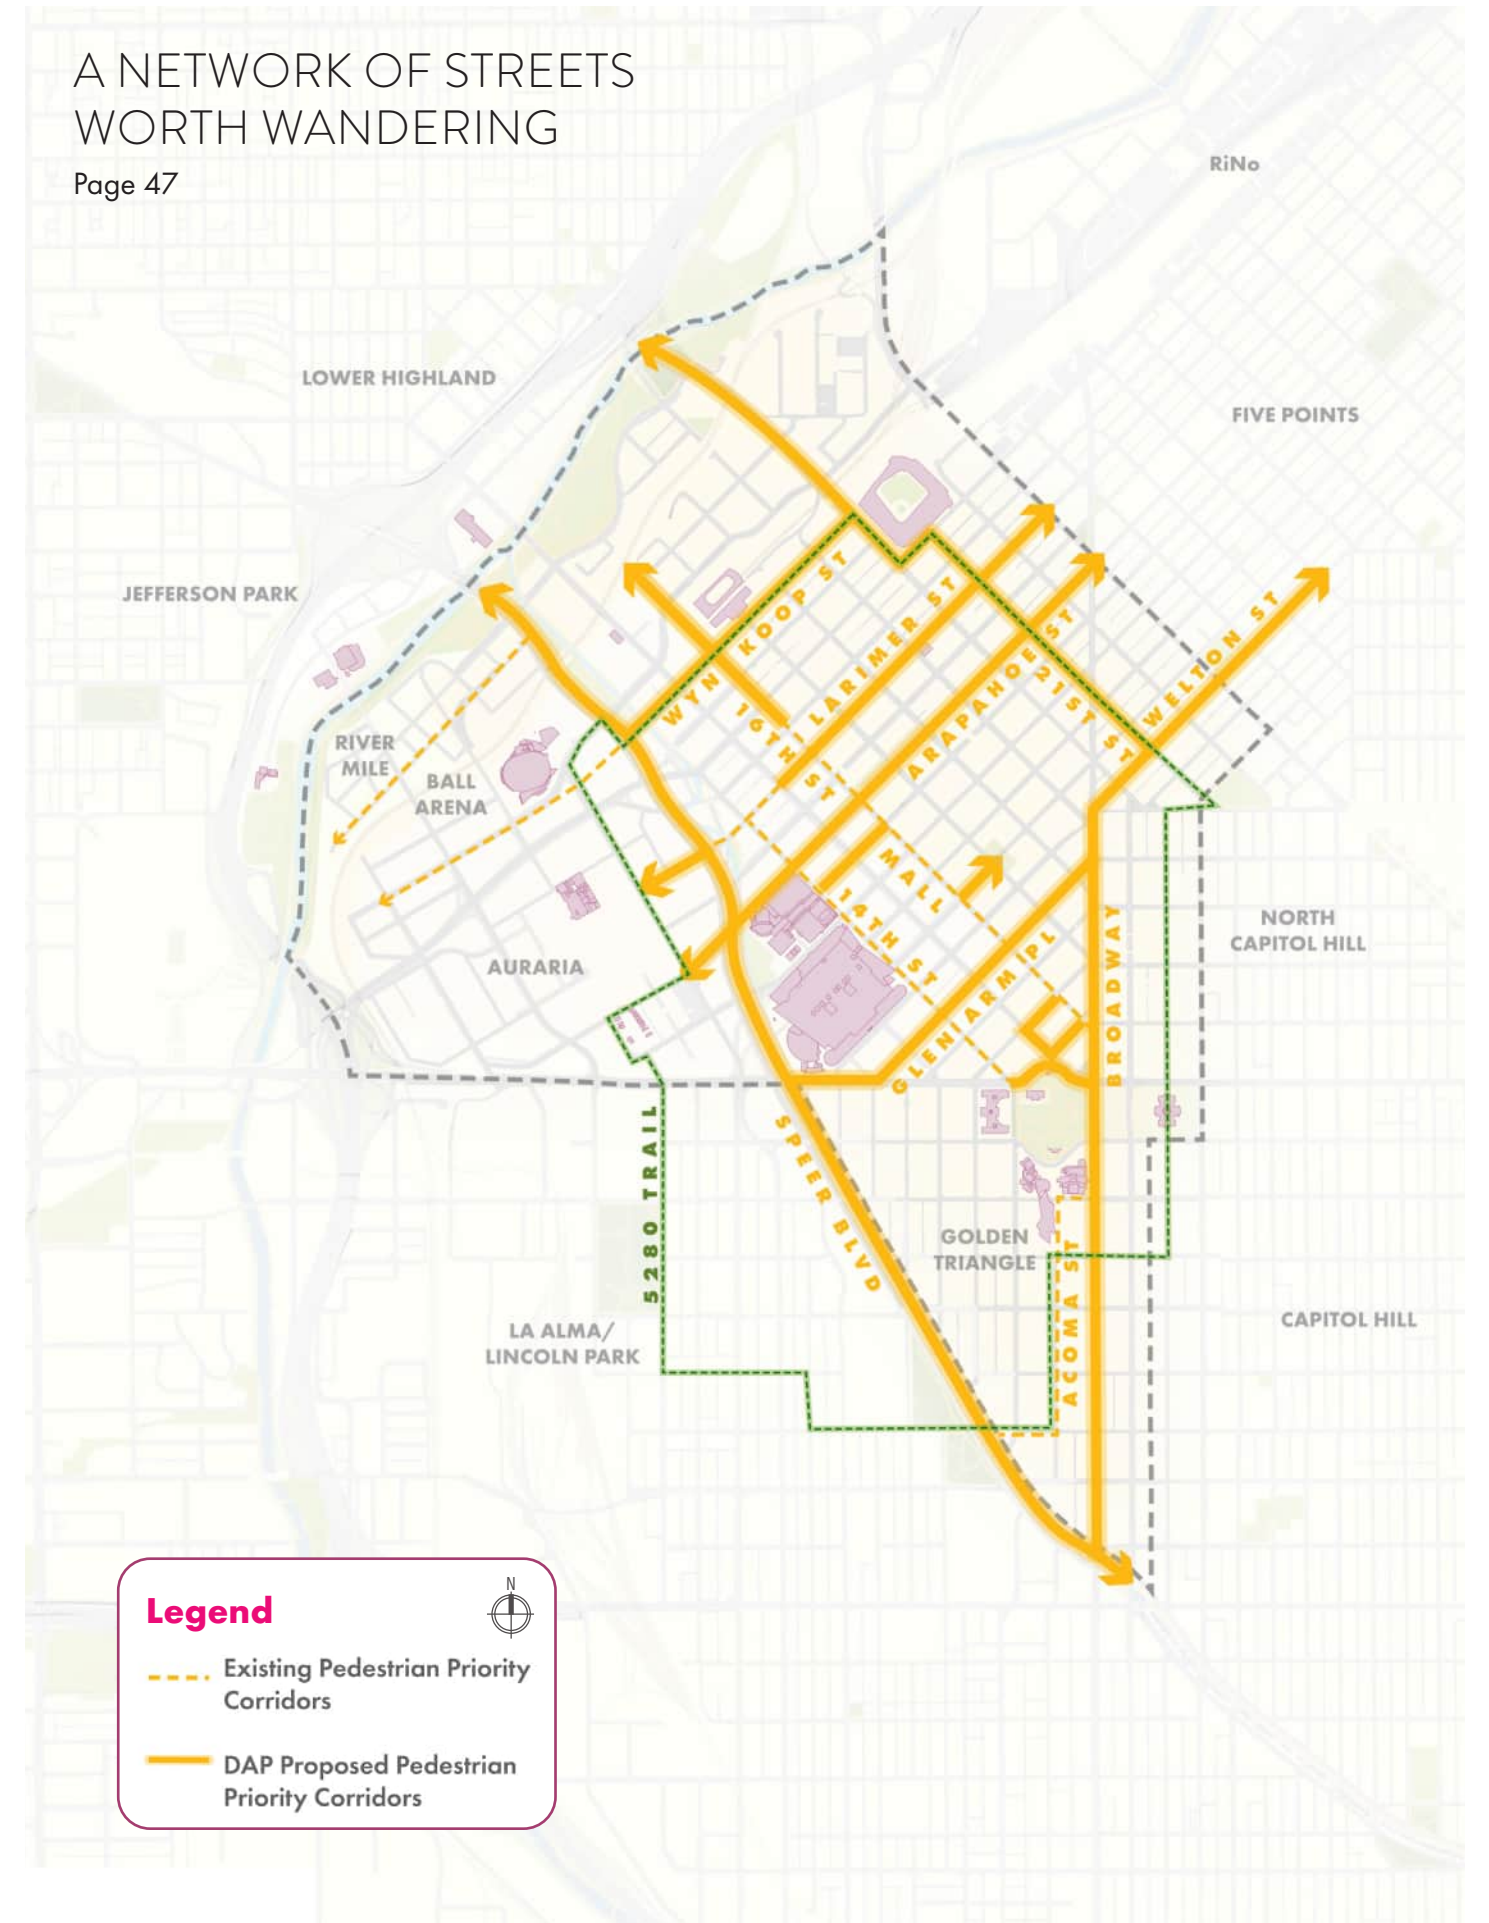 A NETWORK OF STREETS
WORTH WANDERING
Page 47
RiNo
LOWER HIGHLAND
FIVE POINTS
JEFFERSON PARK
WYNKOOP ST
LARIMER ST
ARAPAHOE ST
21ST ST
WELTON ST
16TH ST MALL
RIVER
MILE
BALL
ARENA
14TH ST
AURARIA
NORTH
CAPITOL HILL
GLENIARM PL
BROADWAY
5280 TRAIL
SPEER BLVD
GOLDEN
TRIANGLE
ACOMA ST
LA ALMA/
LINCOLN PARK
CAPITOL HILL
Legend
N
Existing Pedestrian Priority
Corridors
DAP Proposed Pedestrian
Priority Corridors